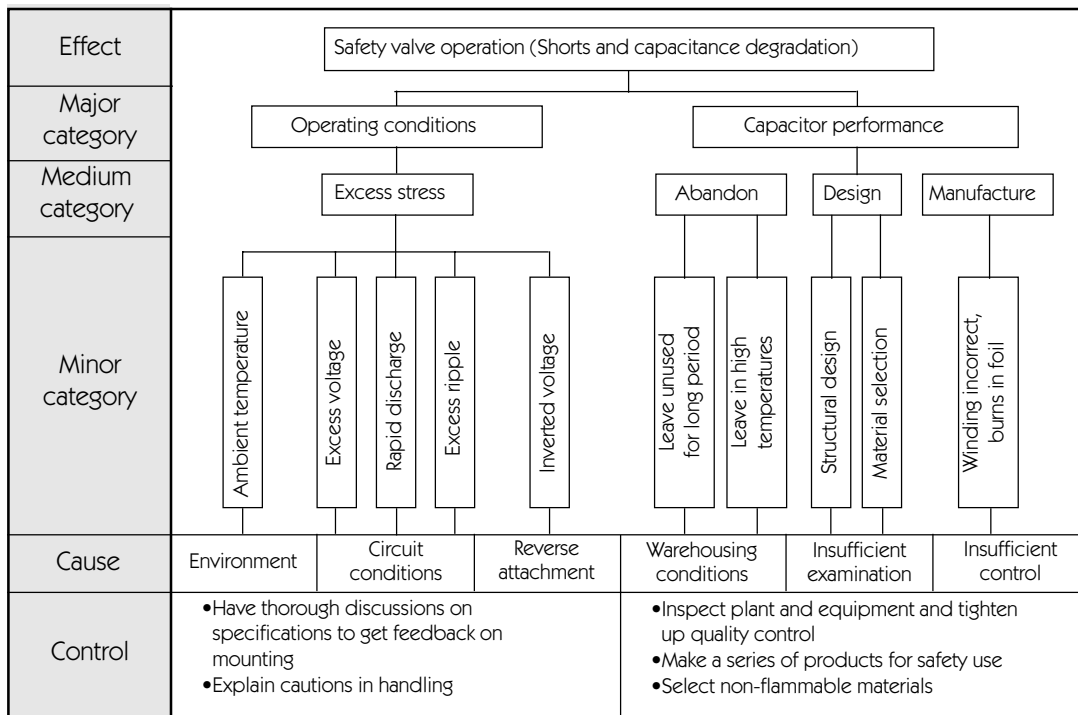 Effect
Safety valve operation (Shorts and capacitance degradation)
Major
category
Operating conditions
Capacitor performance
Medium
category
Excess stress
Abandon
Design
Manufacture
Minor
category
Ambient temperature
Excess voltage
Rapid discharge
Excess ripple
Inverted voltage
Leave unused
for long period
Leave in high
temperatures
Structural design
Material selection
Winding incorrect,
burns in foil
Cause
Environment
Circuit
conditions
Reverse
attachment
Warehousing
conditions
Insufficient
examination
Insufficient
control
Control
•Have thorough discussions on
specifications to get feedback on
mounting
•Explain cautions in handling
•Inspect plant and equipment and tighten
up quality control
•Make a series of products for safety use
•Select non-flammable materials